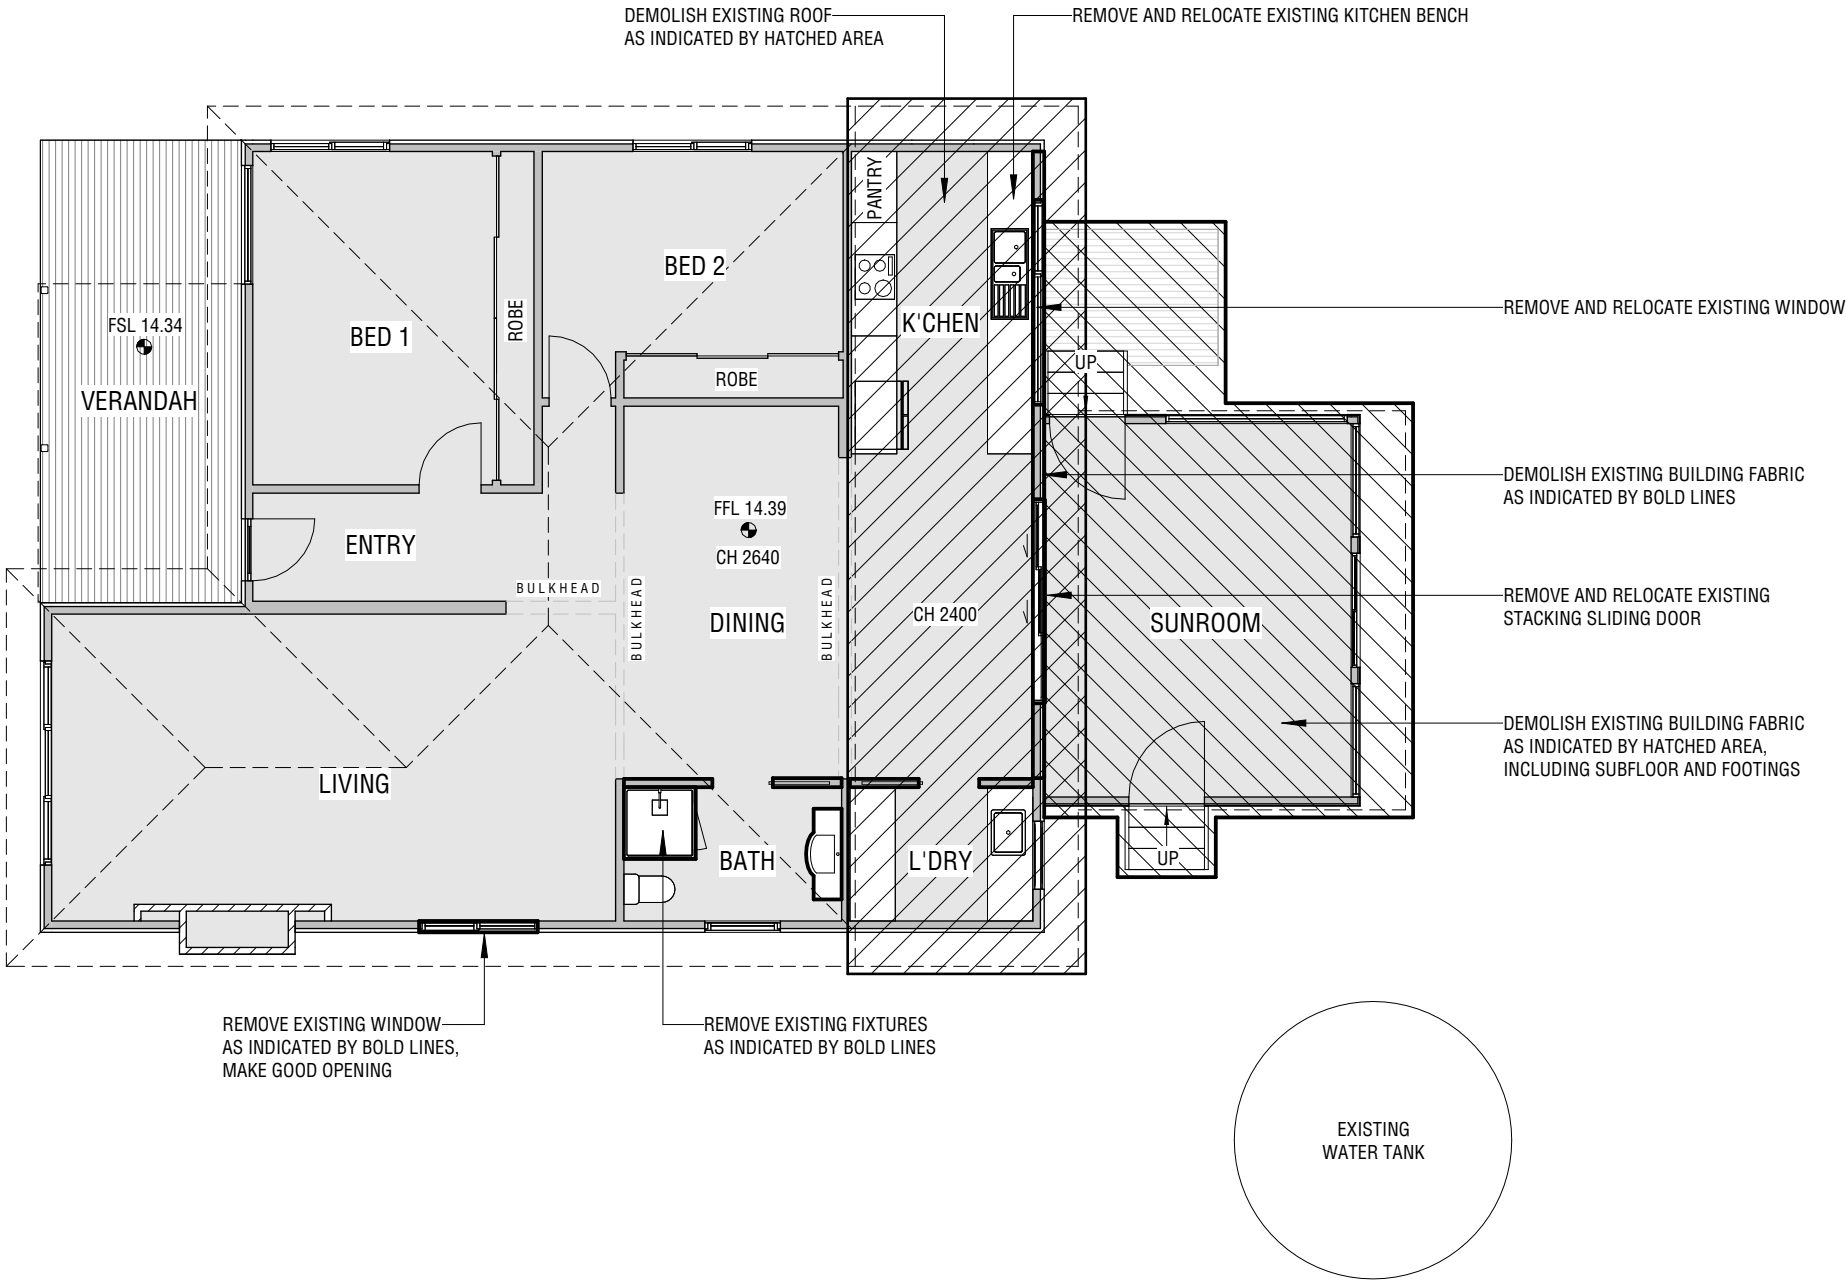 DEMOLISH EXISTING ROOF
AS INDICATED BY HATCHED AREA
REMOVE AND RELOCATE EXISTING KITCHEN BENCH
PANTRY
BED 2
REMOVE AND RELOCATE EXISTING WINDOW
FSL 14.34
BED 1
ROBE
K'CHEN
UP
ROBE
VERANDAH
DEMOLISH EXISTING BUILDING FABRIC
AS INDICATED BY BOLD LINES
FFL 14.39
CH 2640
ENTRY
BULKHEAD
BULKHEAD
BULKHEAD
DINING
CH 2400
SUNROOM
REMOVE AND RELOCATE EXISTING
STACKING SLIDING DOOR
DEMOLISH EXISTING BUILDING FABRIC
AS INDICATED BY HATCHED AREA,
INCLUDING SUBFLOOR AND FOOTINGS
LIVING
BATH
L'DRY
UP
REMOVE EXISTING WINDOW
AS INDICATED BY BOLD LINES,
MAKE GOOD OPENING
REMOVE EXISTING FIXTURES
AS INDICATED BY BOLD LINES
EXISTING
WATER TANK